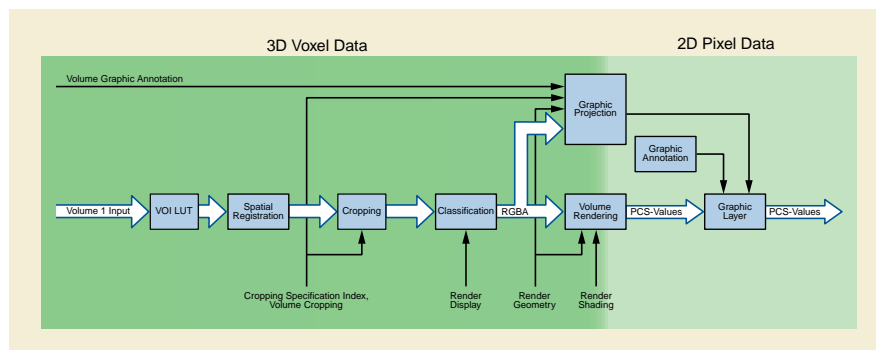 3D Voxel Data
2D Pixel Data
Volume Graphic Annotation
Graphic
Projection
Graphic
Annotation
Volume 1 Input
VOI LUT
Spatial
Registration
Cropping
Classification
RGBA
Volume
Rendering
PCS-Values
Graphic
Layer
PCS-Values
Cropping Specification Index,
Volume Cropping
Render
Display
Render
Geometry
Render
Shading